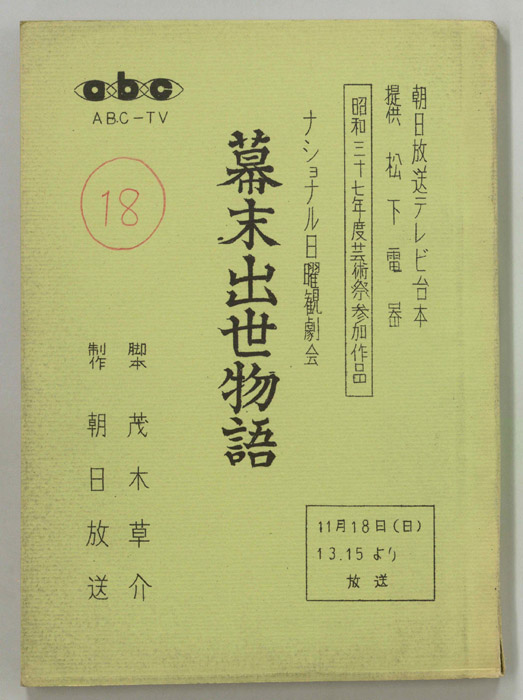 朝日放送テレビ台本
提供 松下電器
昭和三十七年度芸術祭参加作品
ナショナル日曜観劇会
幕末出世物語
脚本 茂木草介
制作 朝日放送
abc
ABC-TV
18
11月18日(日)
13.15より
放送